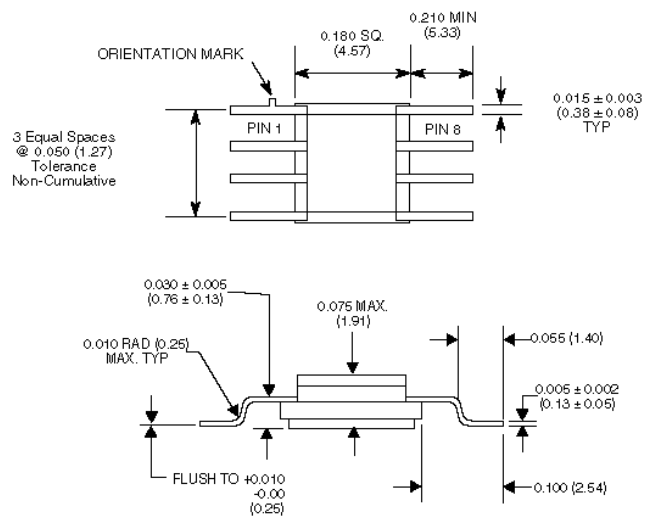 0.210 MIN
(5.33)
0.180 SQ.
(4.57)
ORIENTATION MARK
0.015 ± 0.003
(0.38 ± 0.08)
TYP
PIN 1
PIN 8
3 Equal Spaces
@ 0.050 (1.27)
Tolerance
Non-Cumulative
0.030 ± 0.005
(0.76 ± 0.13)
0.075 MAX.
(1.91)
0.010 RAD (0.25)
MAX. TYP
0.055 (1.40)
0.005 ± 0.002
(0.13 ± 0.05)
FLUSH TO +0.010
-0.00
(0.25)
0.100 (2.54)